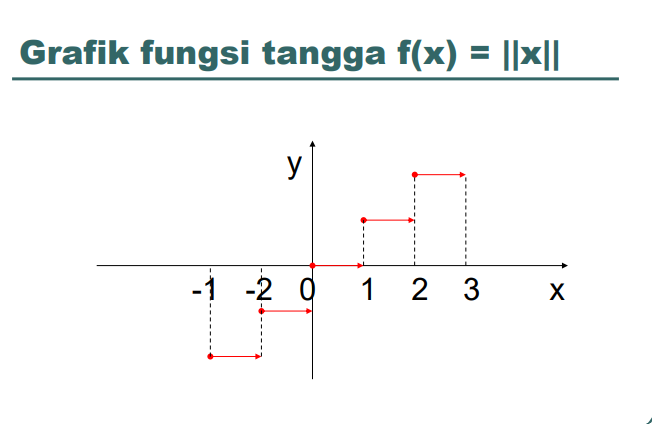 Grafik fungsi tangga f(x) = ||x||
y
-1 -2 0 1 2 3 x